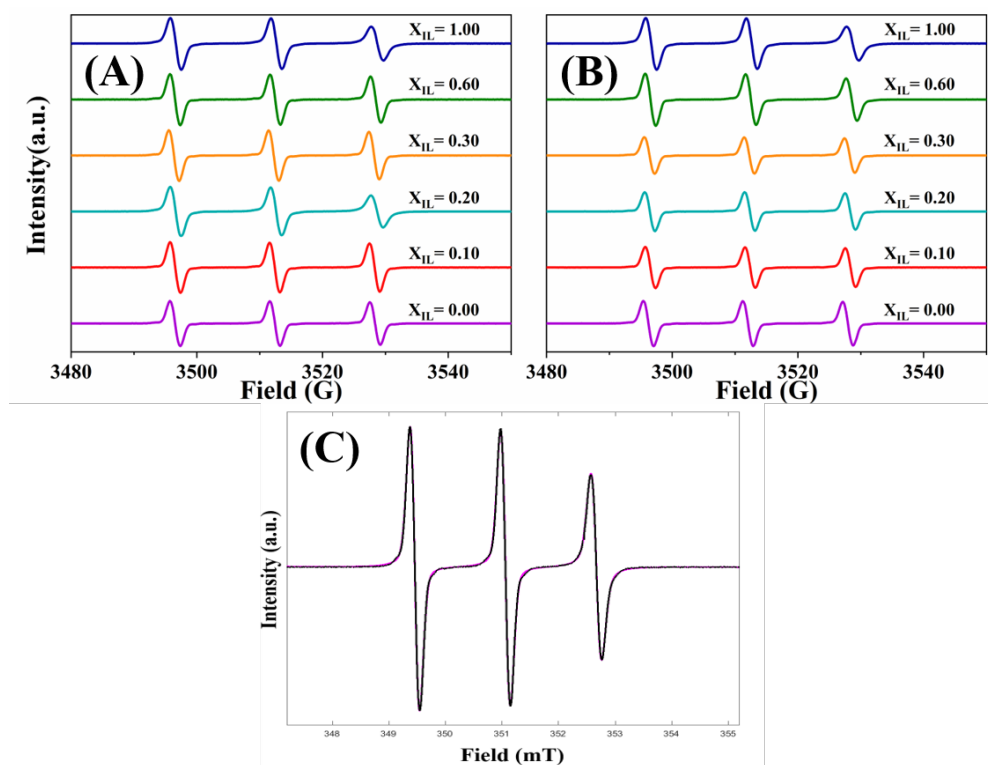 (A)
Intensity(a.u.)
X_IL = 1.00
X_IL = 0.60
X_IL = 0.30
X_IL = 0.20
X_IL = 0.10
X_IL = 0.00
3480 3500 3520 3540
Field (G)
(B)
X_IL = 1.00
X_IL = 0.60
X_IL = 0.30
X_IL = 0.20
X_IL = 0.10
X_IL = 0.00
3480 3500 3520 3540
Field (G)
(C)
Intensity (a.u.)
348 349 350 351 352 353 354 355
Field (mT)